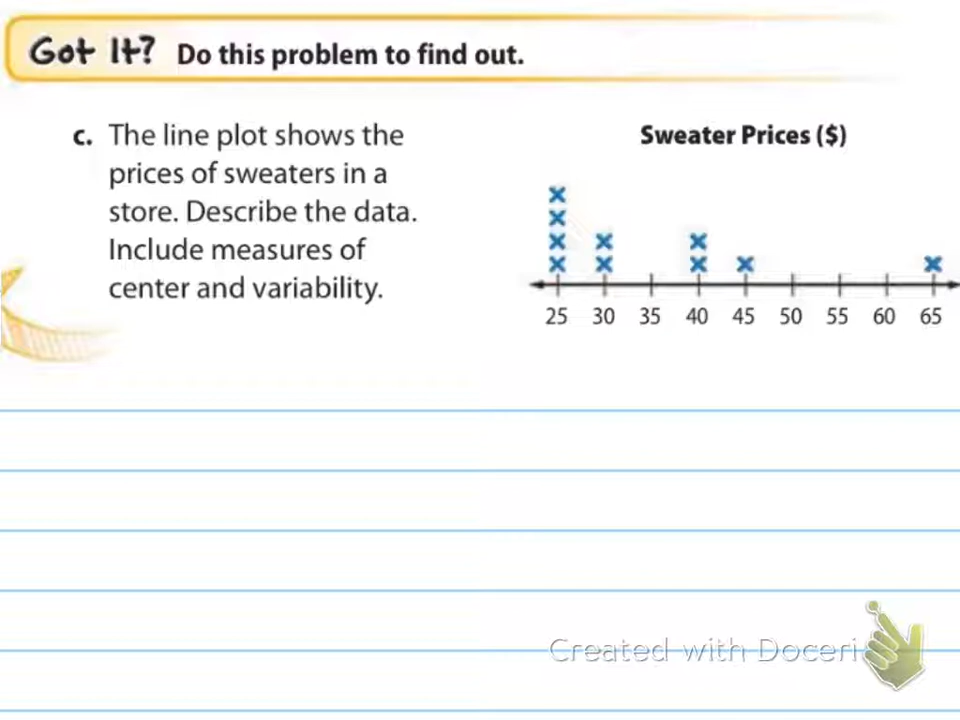 Got It? Do this problem to find out.
c. The line plot shows the
prices of sweaters in a
store. Describe the data.
Include measures of
center and variability.
Sweater Prices ($)
25 30 35 40 45 50 55 60 65
Created with Doceri